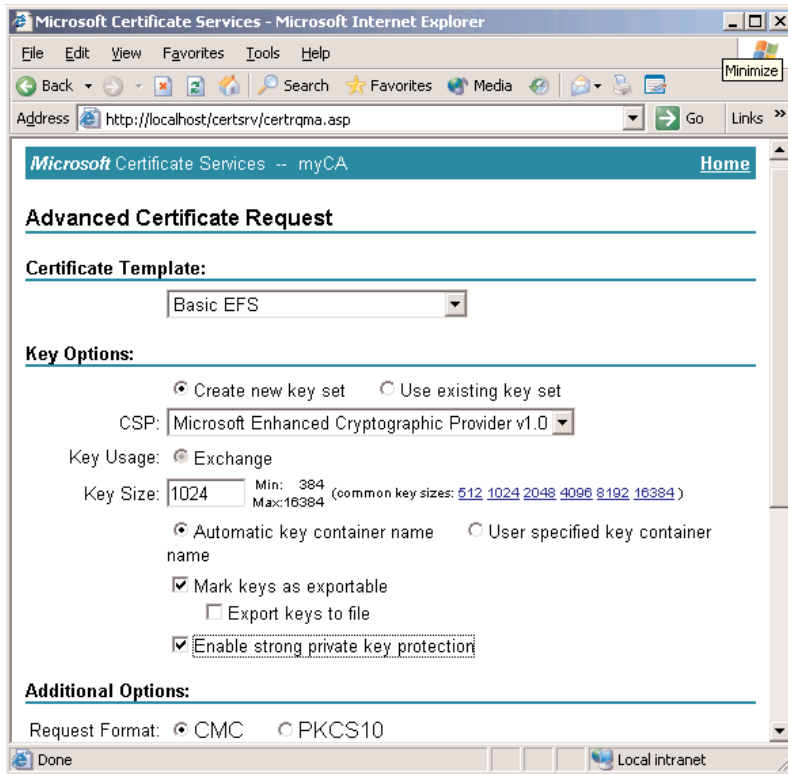 Microsoft Certificate Services - Microsoft Internet Explorer
File Edit View Favorites Tools Help
Minimize
Back Search Favorites Media
Address http://localhost/certsrv/certrqma.asp Go Links »
Microsoft Certificate Services -- myCA Home
Advanced Certificate Request
Certificate Template:
Basic EFS
Key Options:
Create new key set Use existing key set
CSP: Microsoft Enhanced Cryptographic Provider v1.0
Key Usage: Exchange
Key Size: 1024 Min: 384 (common key sizes: 512 1024 2048 4096 8192 16384 )
Max:16384
Automatic key container name User specified key container
name
Mark keys as exportable
Export keys to file
Enable strong private key protection
Additional Options:
Request Format: CMC PKCS10
Done Local intranet